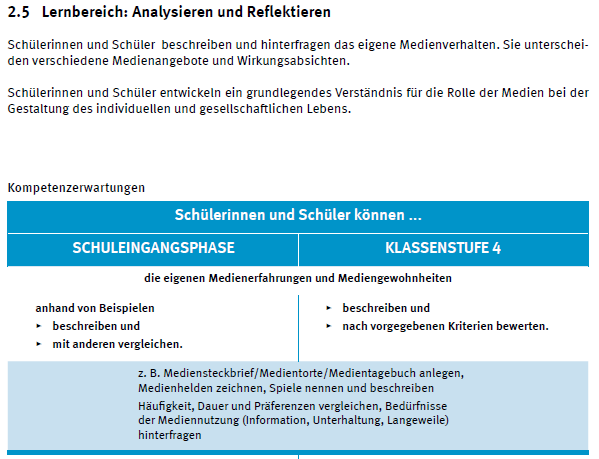 2.5 Lernbereich: Analysieren und Reflektieren
Schülerinnen und Schüler beschreiben und hinterfragen das eigene Medienverhalten. Sie unterschei-
den verschiedene Medienangebote und Wirkungsabsichten.
Schülerinnen und Schüler entwickeln ein grundlegendes Verständnis für die Rolle der Medien bei der
Gestaltung des individuellen und gesellschaftlichen Lebens.
Kompetenzerwartungen
Schülerinnen und Schüler können ...
SCHULEINGANGSPHASE
KLASSENSTUFE 4
die eigenen Medienerfahrungen und Mediengewohnheiten
anhand von Beispielen
▸ beschreiben und
▸ mit anderen vergleichen.
▸ beschreiben und
▸ nach vorgegebenen Kriterien bewerten.
z. B. Mediensteckbrief/Medientorte/Medientagebuch anlegen,
Medienhelden zeichnen, Spiele nennen und beschreiben
Häufigkeit, Dauer und Präferenzen vergleichen, Bedürfnisse
der Mediennutzung (Information, Unterhaltung, Langeweile)
hinterfragen